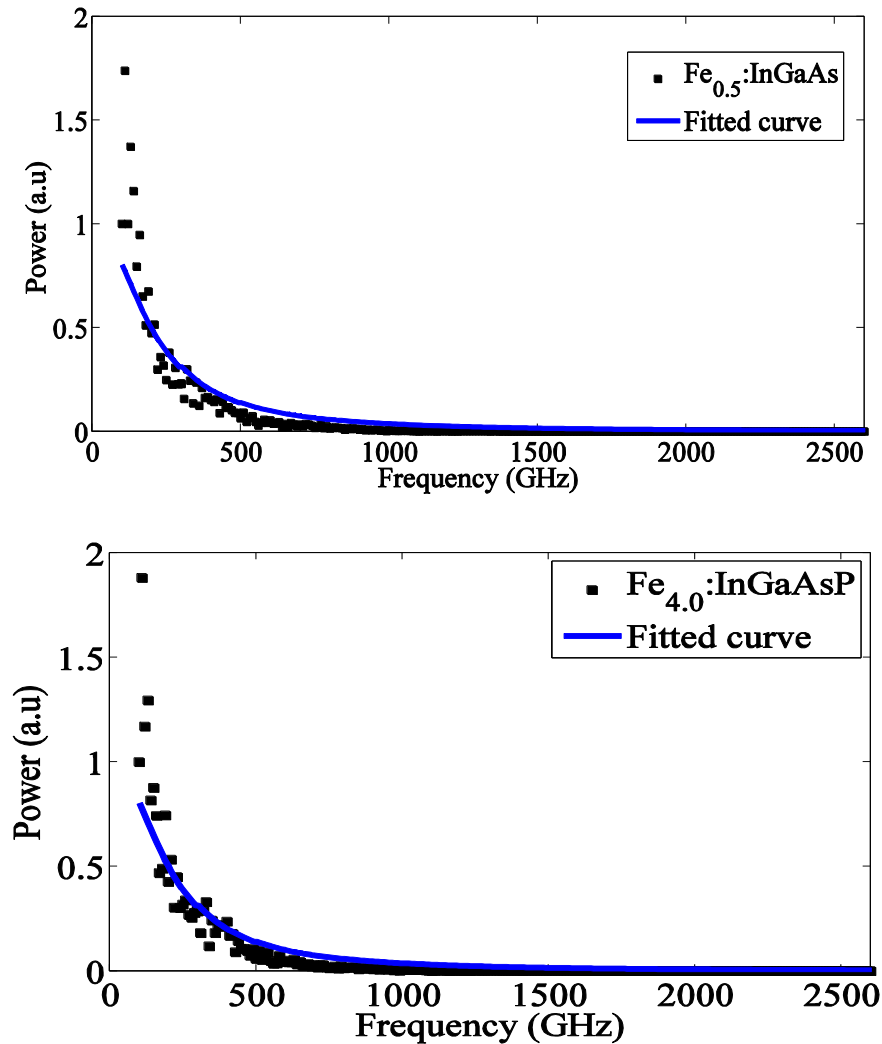 2
1.5
1
0.5
0
Power (a.u)
Fe0.5:InGaAs
Fitted curve
0 500 1000 1500 2000 2500
Frequency (GHz)
2
1.5
1
0.5
0
Power (a.u)
Fe4.0:InGaAsP
Fitted curve
0 500 1000 1500 2000 2500
Frequency (GHz)